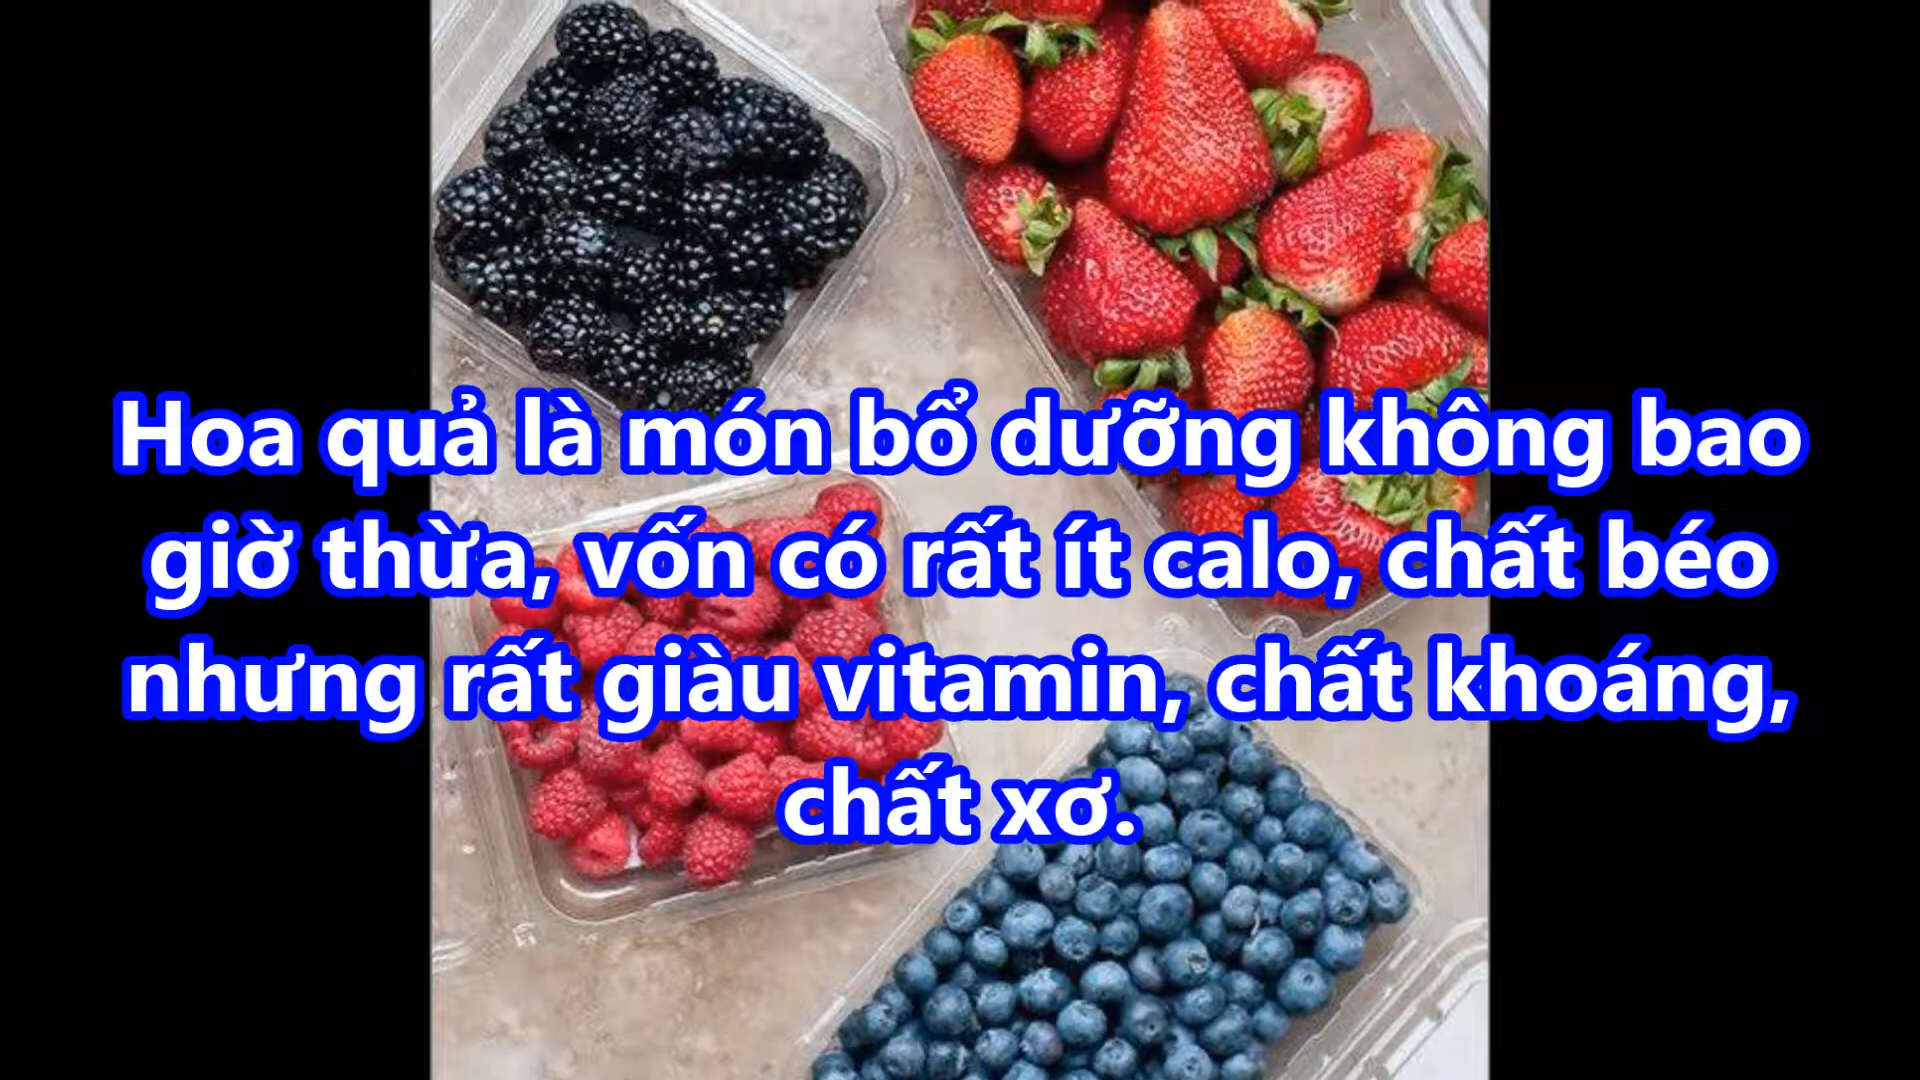 Hoa quả là món bổ dưỡng không bao
giờ thừa, vốn có rất ít calo, chất béo
nhưng rất giàu vitamin, chất khoáng,
chất xơ.